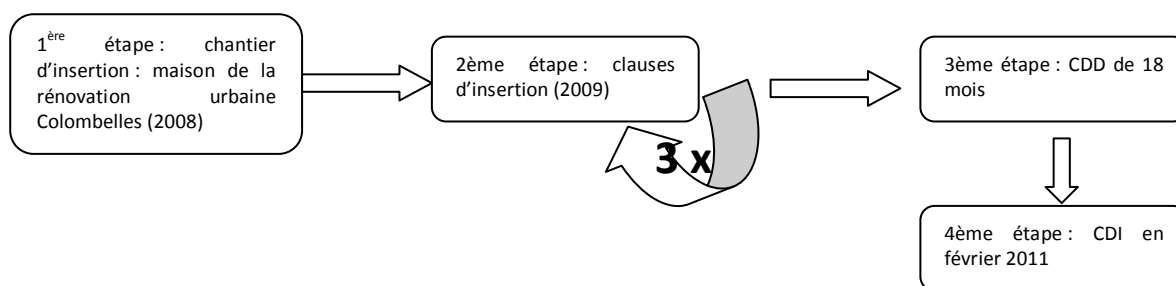 1ère étape : chantier
d'insertion : maison de la
rénovation urbaine
Colombelles (2008)
2ème étape : clauses
d'insertion (2009)
3 x
3ème étape : CDD de 18
mois
4ème étape : CDI en
février 2011